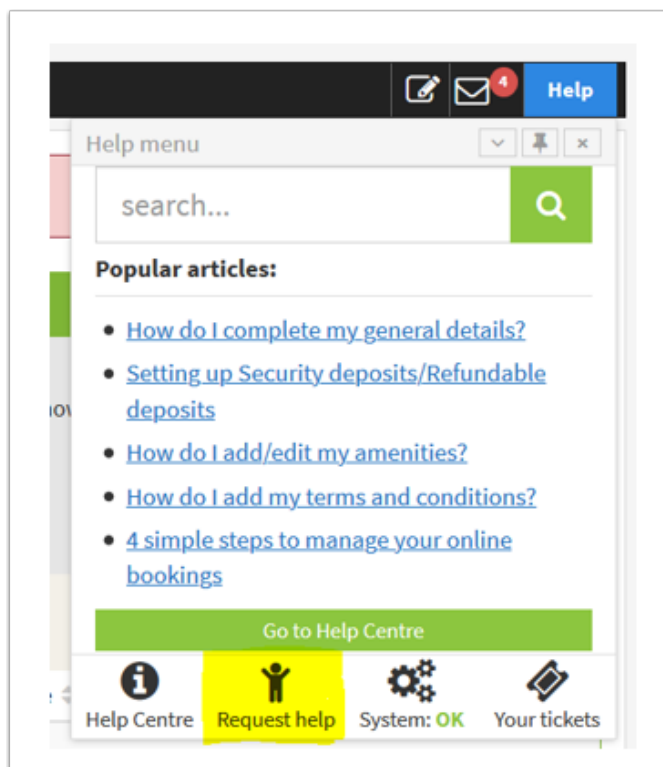 4
Help
Help menu
search...
Popular articles:
How do I complete my general details?
Setting up Security deposits/Refundable
deposits
How do I add/edit my amenities?
How do I add my terms and conditions?
4 simple steps to manage your online
bookings
Go to Help Centre
Help Centre Request help System: OK Your tickets